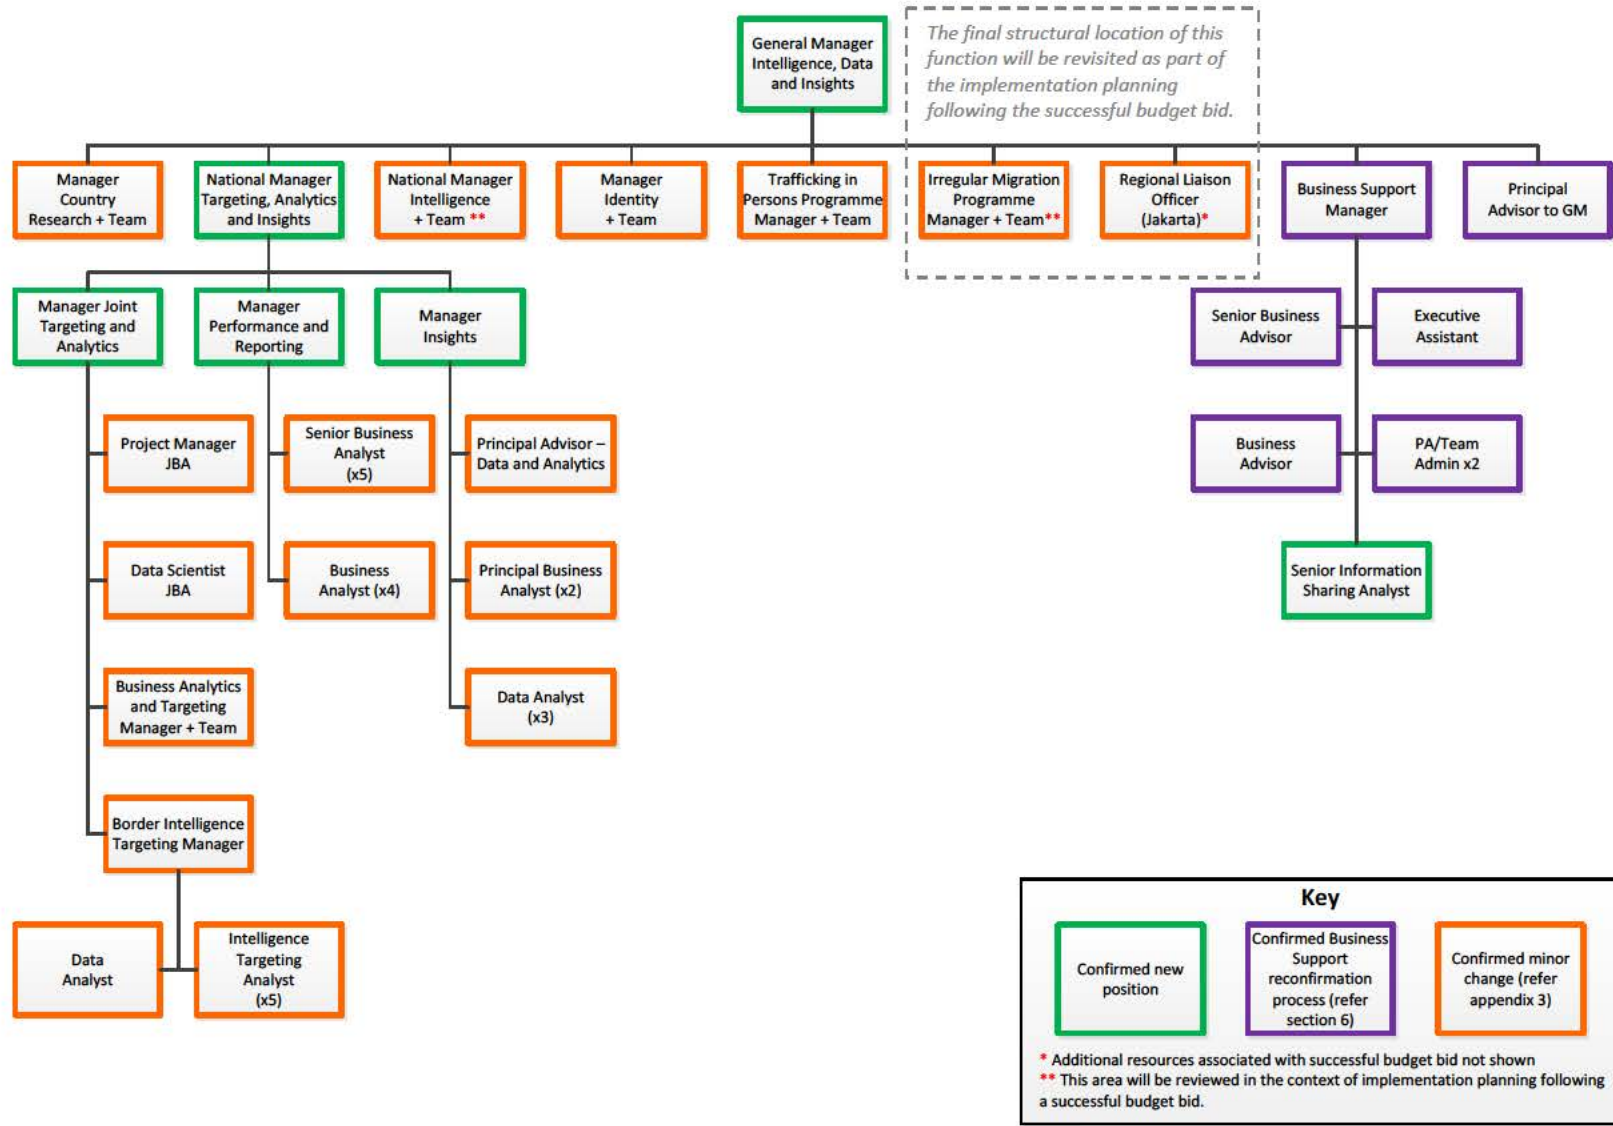 General Manager
Intelligence, Data
and Insights
The final structural location of this
function will be revisited as part of
the implementation planning
following the successful budget bid.
Manager
Country
Research + Team
National Manager
Targeting, Analytics
and Insights
National Manager
Intelligence
+ Team **
Manager
Identity
+ Team
Trafficking in
Persons Programme
Manager + Team
Irregular Migration
Programme
Manager + Team**
Regional Liaison
Officer
(Jakarta)*
Business Support
Manager
Principal
Advisor to GM
Manager Joint
Targeting and
Analytics
Manager
Performance and
Reporting
Manager
Insights
Senior Business
Advisor
Executive
Assistant
Project Manager
JBA
Senior Business
Analyst
(x5)
Principal Advisor –
Data and Analytics
Business
Advisor
PA/Team
Admin x2
Data Scientist
JBA
Business
Analyst (x4)
Principal Business
Analyst (x2)
Senior Information
Sharing Analyst
Business Analytics
and Targeting
Manager + Team
Data Analyst
(x3)
Border Intelligence
Targeting Manager
Data
Analyst
Intelligence
Targeting
Analyst
(x5)
Key
Confirmed new
position
Confirmed Business
Support
reconfirmation
process (refer
section 6)
Confirmed minor
change (refer
appendix 3)
* Additional resources associated with successful budget bid not shown
** This area will be reviewed in the context of implementation planning following
a successful budget bid.